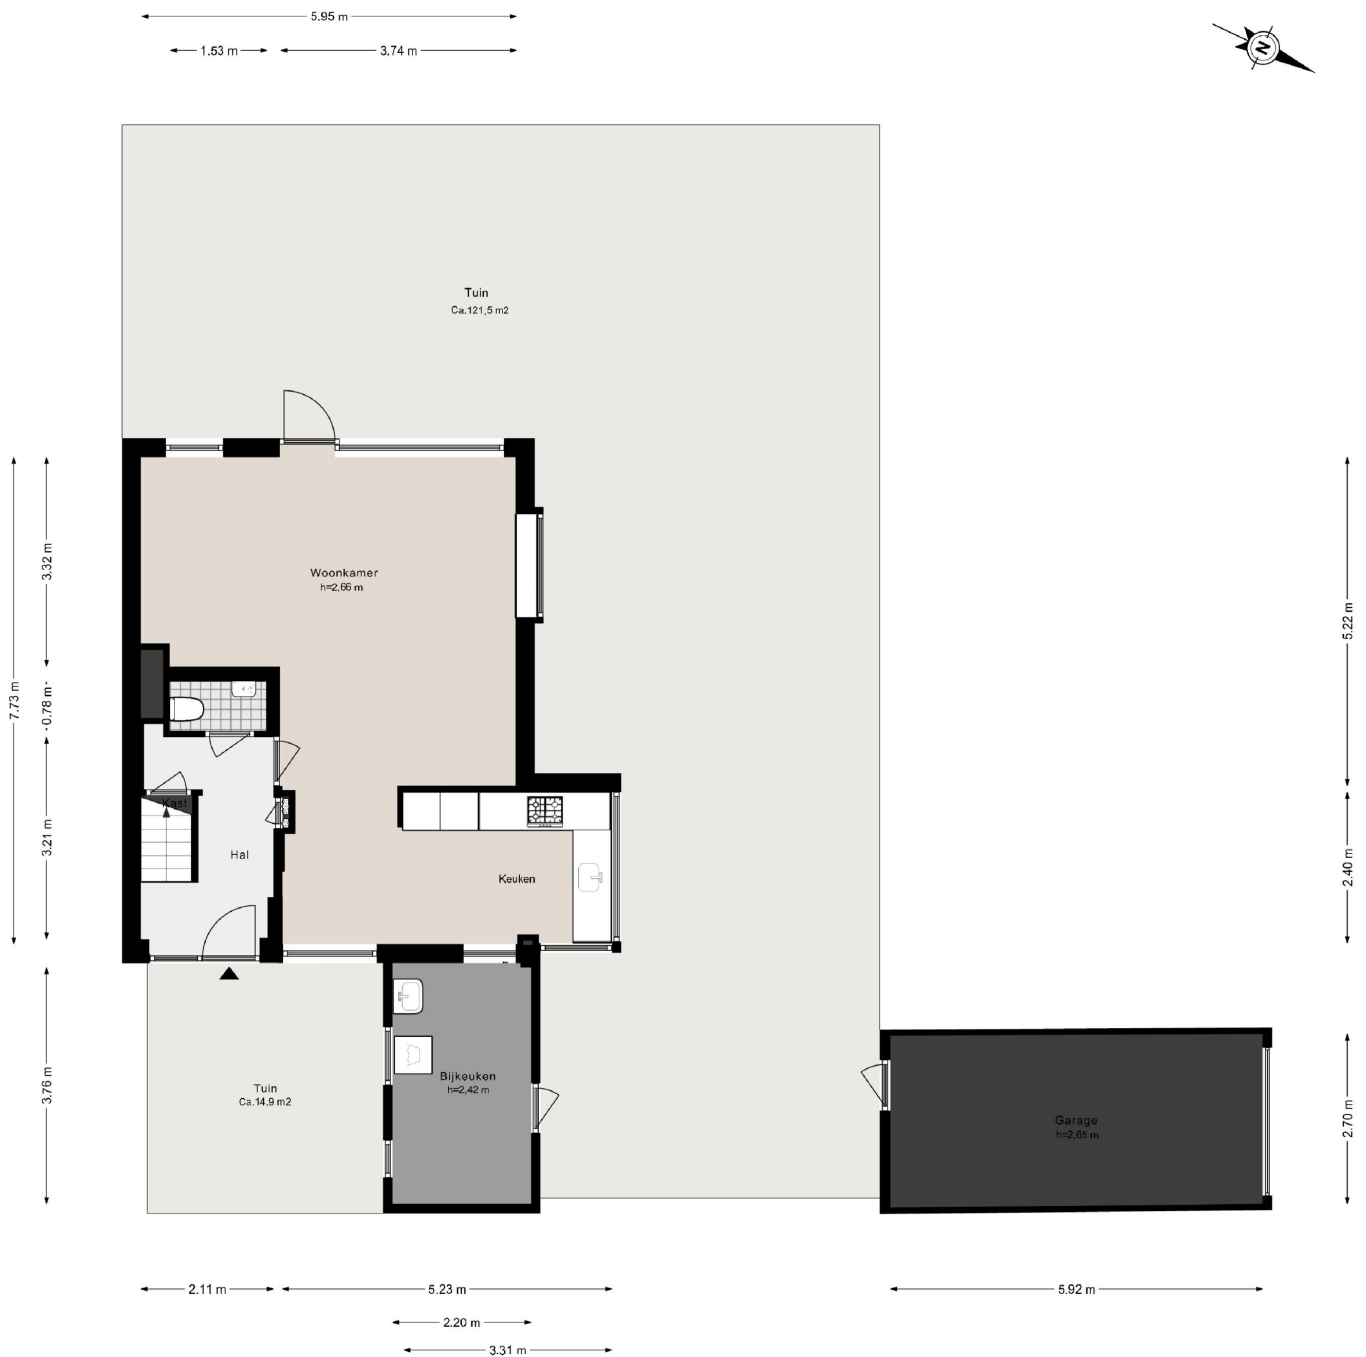 5.95 m
1.53 m
3.74 m
N
Tuin
Ca.121,5 m2
Woonkamer
h=2,66 m
3.32 m
0.78 m
7.73 m
3.21 m
5.22 m
2.40 m
Kast
Hal
Keuken
3.76 m
Tuin
Ca.14,9 m2
Bijkeuken
h=2,42 m
Garage
h=2,65 m
2.70 m
2.11 m
5.23 m
5.92 m
2.20 m
3.31 m